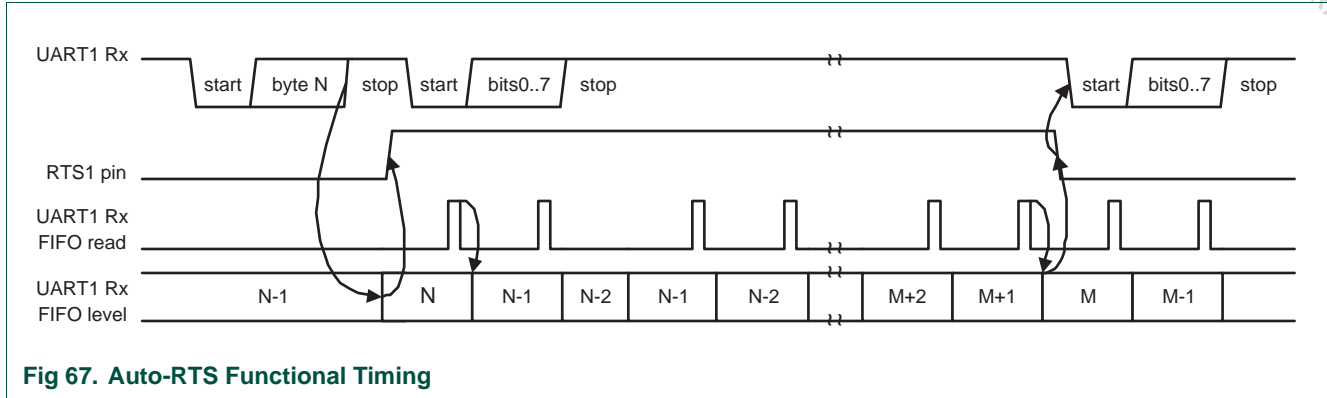 UART1 Rx
start byte N stop start bits0..7 stop start bits0..7 stop
RTS1 pin
UART1 Rx
FIFO read
UART1 Rx
FIFO level
N-1 N N-1 N-2 N-1 N-2 M+2 M+1 M M-1
Fig 67. Auto-RTS Functional Timing